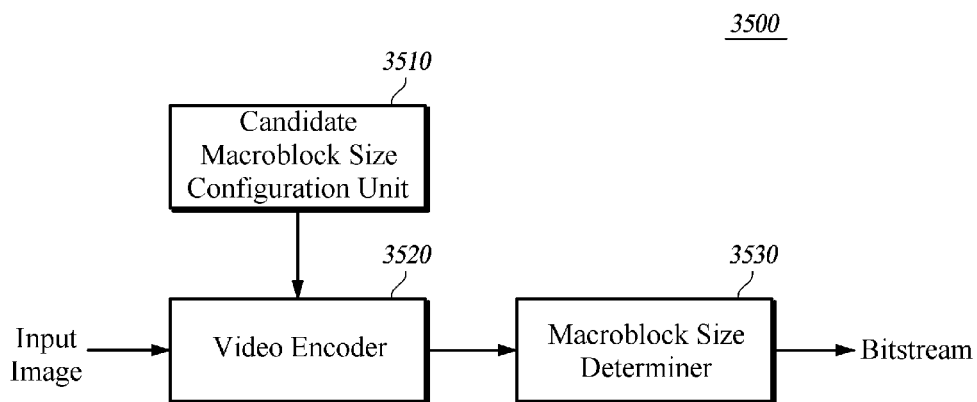 3500
3510
Candidate
Macroblock Size
Configuration Unit
3520
3530
Input
Image
Video Encoder
Macroblock Size
Determiner
Bitstream